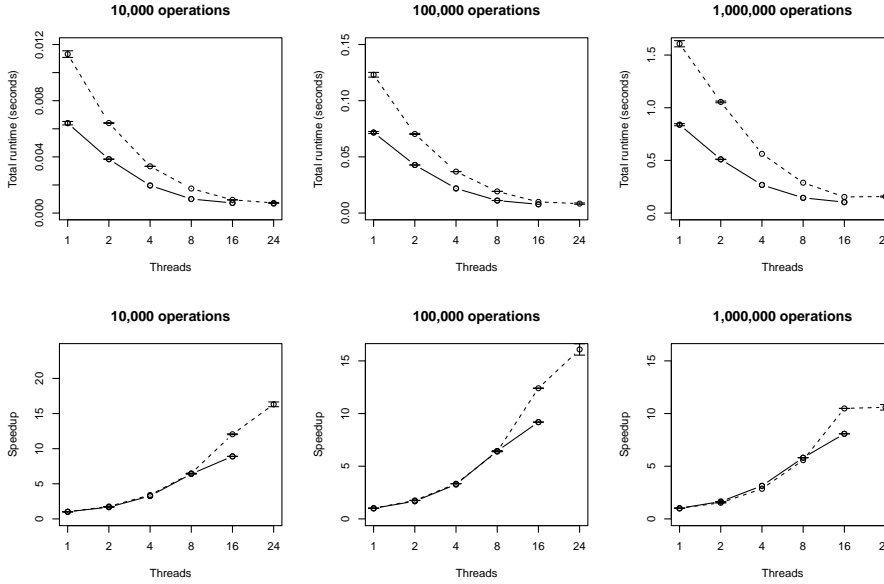 10,000 operations
0.000
0.004
0.008
0.012
Total runtime (seconds)
1 2 4 8 16 24
Threads
100,000 operations
0.00
0.05
0.10
0.15
Total runtime (seconds)
1 2 4 8 16 24
Threads
1,000,000 operations
0.0
0.5
1.0
1.5
Total runtime (seconds)
1 2 4 8 16
Threads
10,000 operations
0
5
10
15
20
Speedup
1 2 4 8 16 24
Threads
100,000 operations
0
5
10
15
Speedup
1 2 4 8 16 24
Threads
1,000,000 operations
0
5
10
15
Speedup
1 2 4 8 16
Threads